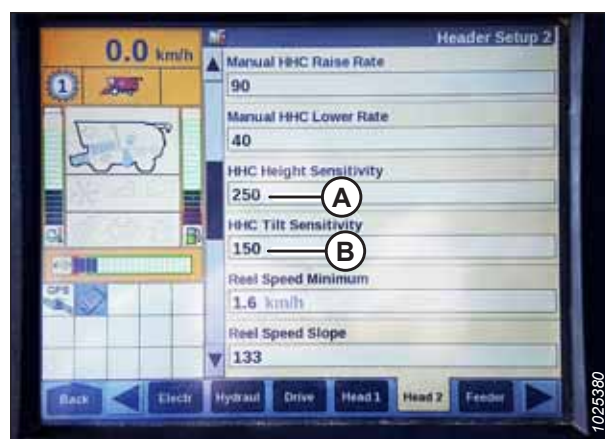 0.0 km/h
Header Setup 2
1
Manual HHC Raise Rate
90
Manual HHC Lower Rate
40
HHC Height Sensitivity
250
A
HHC Tilt Sensitivity
150
B
Reel Speed Minimum
1.6 km/h
GPS
Reel Speed Slope
133
Back
Electr
Hydraul
Drive
Head 1
Head 2
Feeder
1025380